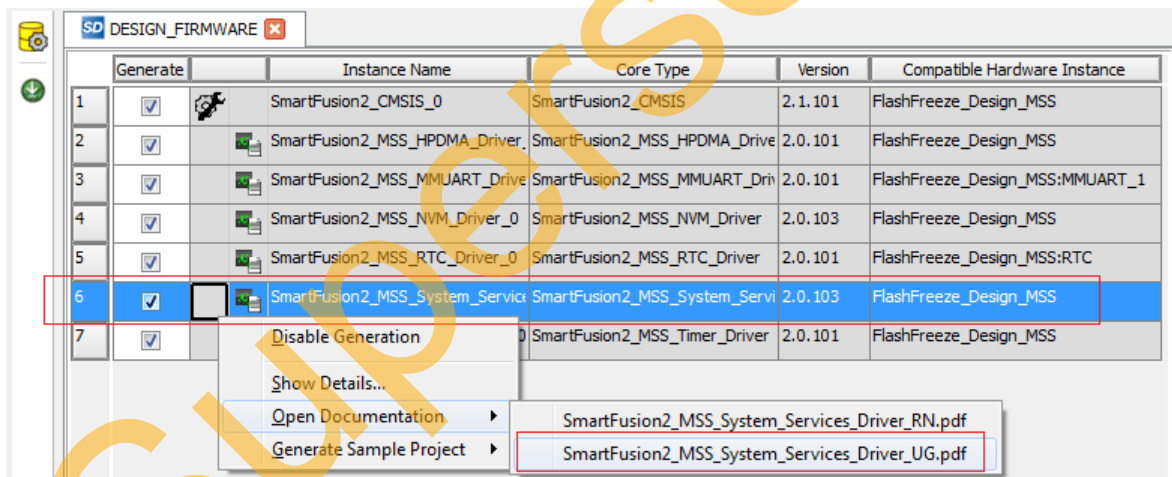 SD DESIGN_FIRMWARE
Generate Instance Name Core Type Version Compatible Hardware Instance
1 SmartFusion2_CMSIS_0 SmartFusion2_CMSIS 2.1.101 FlashFreeze_Design_MSS
2 SmartFusion2_MSS_HPDMA_Driver_ SmartFusion2_MSS_HPDMA_Drive 2.0.101 FlashFreeze_Design_MSS
3 SmartFusion2_MSS_MMUART_Drive SmartFusion2_MSS_MMUART_Driv 2.0.101 FlashFreeze_Design_MSS:MMUART_1
4 SmartFusion2_MSS_NVM_Driver_0 SmartFusion2_MSS_NVM_Driver 2.0.103 FlashFreeze_Design_MSS
5 SmartFusion2_MSS_RTC_Driver_0 SmartFusion2_MSS_RTC_Driver 2.0.101 FlashFreeze_Design_MSS:RTC
6 SmartFusion2_MSS_System_Service SmartFusion2_MSS_System_Servi 2.0.103 FlashFreeze_Design_MSS
7 0 SmartFusion2_MSS_Timer_Driver 2.0.101 FlashFreeze_Design_MSS
Disable Generation
Show Details...
Open Documentation
Generate Sample Project
SmartFusion2_MSS_System_Services_Driver_RN.pdf
SmartFusion2_MSS_System_Services_Driver_UG.pdf